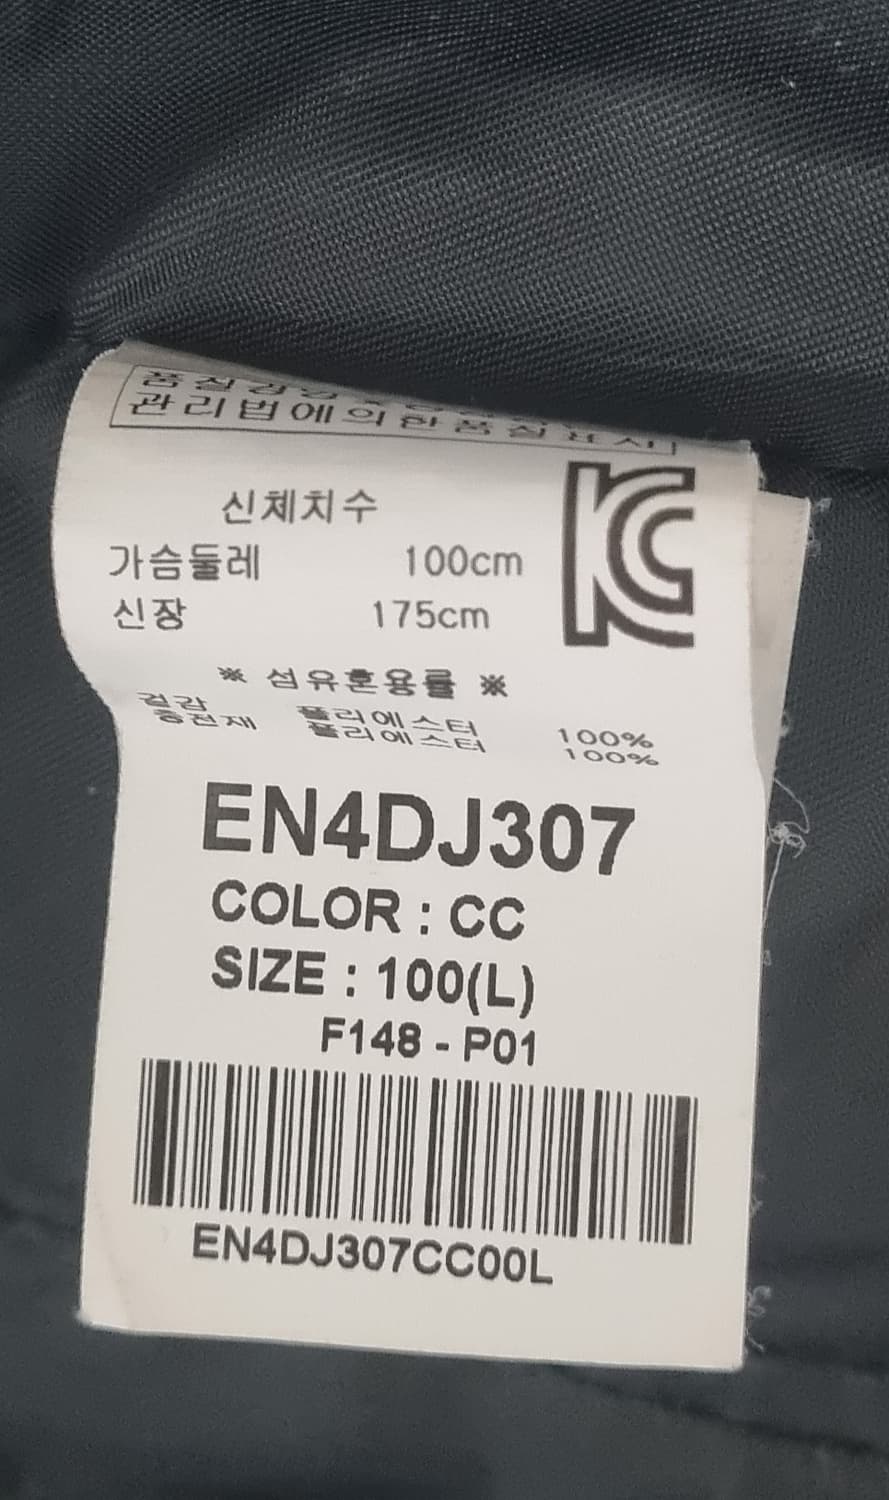 관리법에의한품질표시
신체치수
가슴둘레 100cm
신장 175cm
KC
※ 섬유혼용률 ※
겉감 폴리에스터 100%
충전재 폴리에스터 100%
EN4DJ307
COLOR : CC
SIZE : 100(L)
F148 - P01
EN4DJ307CC00L